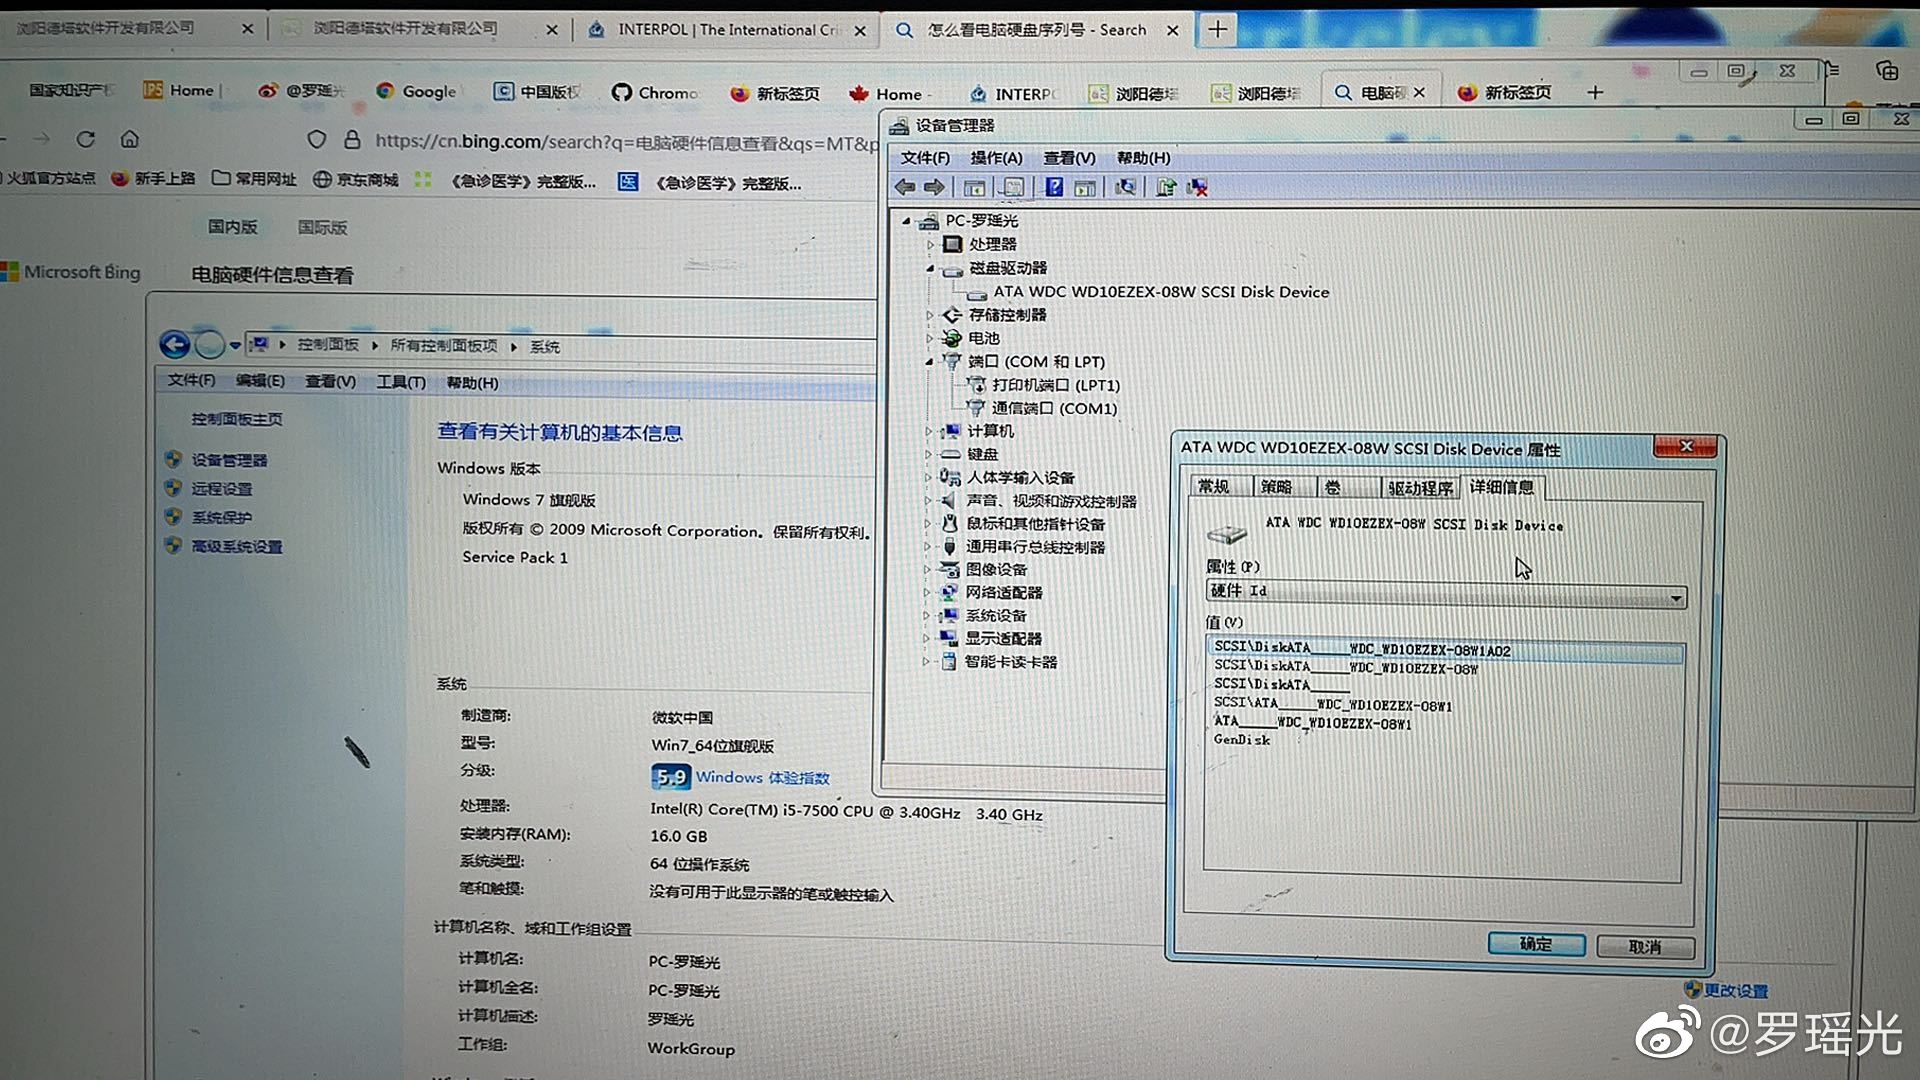 浏阳德塔软件开发有限公司
浏阳德塔软件开发有限公司
INTERPOL | The International Cri
怎么看电脑硬盘序列号 - Search
国家知识产权
IPS Home
@罗瑶光
Google
中国版权
Chromo
新标签页
Home -
INTERPO
浏阳德塔
浏阳德塔
电脑硬
新标签页
https://cn.bing.com/search?q=电脑硬件信息查看&qs=MT&p
火狐官方站点
新手上路
常用网址
京东商城
《急诊医学》完整版...
医
《急诊医学》完整版...
国内版
国际版
Microsoft Bing
电脑硬件信息查看
控制面板
所有控制面板项
系统
文件(F) 编辑(E) 查看(V) 工具(T) 帮助(H)
控制面板主页
设备管理器
远程设置
系统保护
高级系统设置
查看有关计算机的基本信息
Windows 版本
Windows 7 旗舰版
版权所有 © 2009 Microsoft Corporation。保留所有权利。
Service Pack 1
系统
制造商: 微软中国
型号: Win7_64位旗舰版
分级: 5.9 Windows 体验指数
处理器: Intel(R) Core(TM) i5-7500 CPU @ 3.40GHz 3.40 GHz
安装内存(RAM): 16.0 GB
系统类型: 64 位操作系统
笔和触摸: 没有可用于此显示器的笔或触控输入
计算机名称、域和工作组设置
计算机名: PC-罗瑶光
计算机全名: PC-罗瑶光
计算机描述: 罗瑶光
工作组: WorkGroup
更改设置
设备管理器
文件(F) 操作(A) 查看(V) 帮助(H)
PC-罗瑶光
处理器
磁盘驱动器
ATA WDC WD10EZEX-08W SCSI Disk Device
存储控制器
电池
端口 (COM 和 LPT)
打印机端口 (LPT1)
通信端口 (COM1)
计算机
键盘
人体学输入设备
声音、视频和游戏控制器
鼠标和其他指针设备
通用串行总线控制器
图像设备
网络适配器
系统设备
显示适配器
智能卡读卡器
ATA WDC WD10EZEX-08W SCSI Disk Device 属性
常规 策略 卷 驱动程序 详细信息
ATA WDC WD10EZEX-08W SCSI Disk Device
属性(P)
硬件 Id
值(V)
SCSI\DiskATA_____WDC_WD10EZEX-08W1A02
SCSI\DiskATA_____WDC_WD10EZEX-08W
SCSI\DiskATA_____
SCSI\ATA_____WDC_WD10EZEX-08W1
ATA_____WDC_WD10EZEX-08W1
GenDisk
确定
取消
@罗瑶光